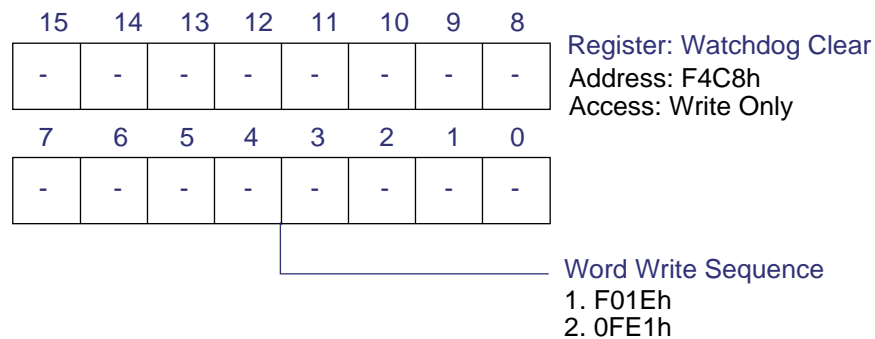 15 14 13 12 11 10 9 8
- - - - - - - -
Register: Watchdog Clear
Address: F4C8h
Access: Write Only
7 6 5 4 3 2 1 0
- - - - - - - -
Word Write Sequence
1. F01Eh
2. 0FE1h